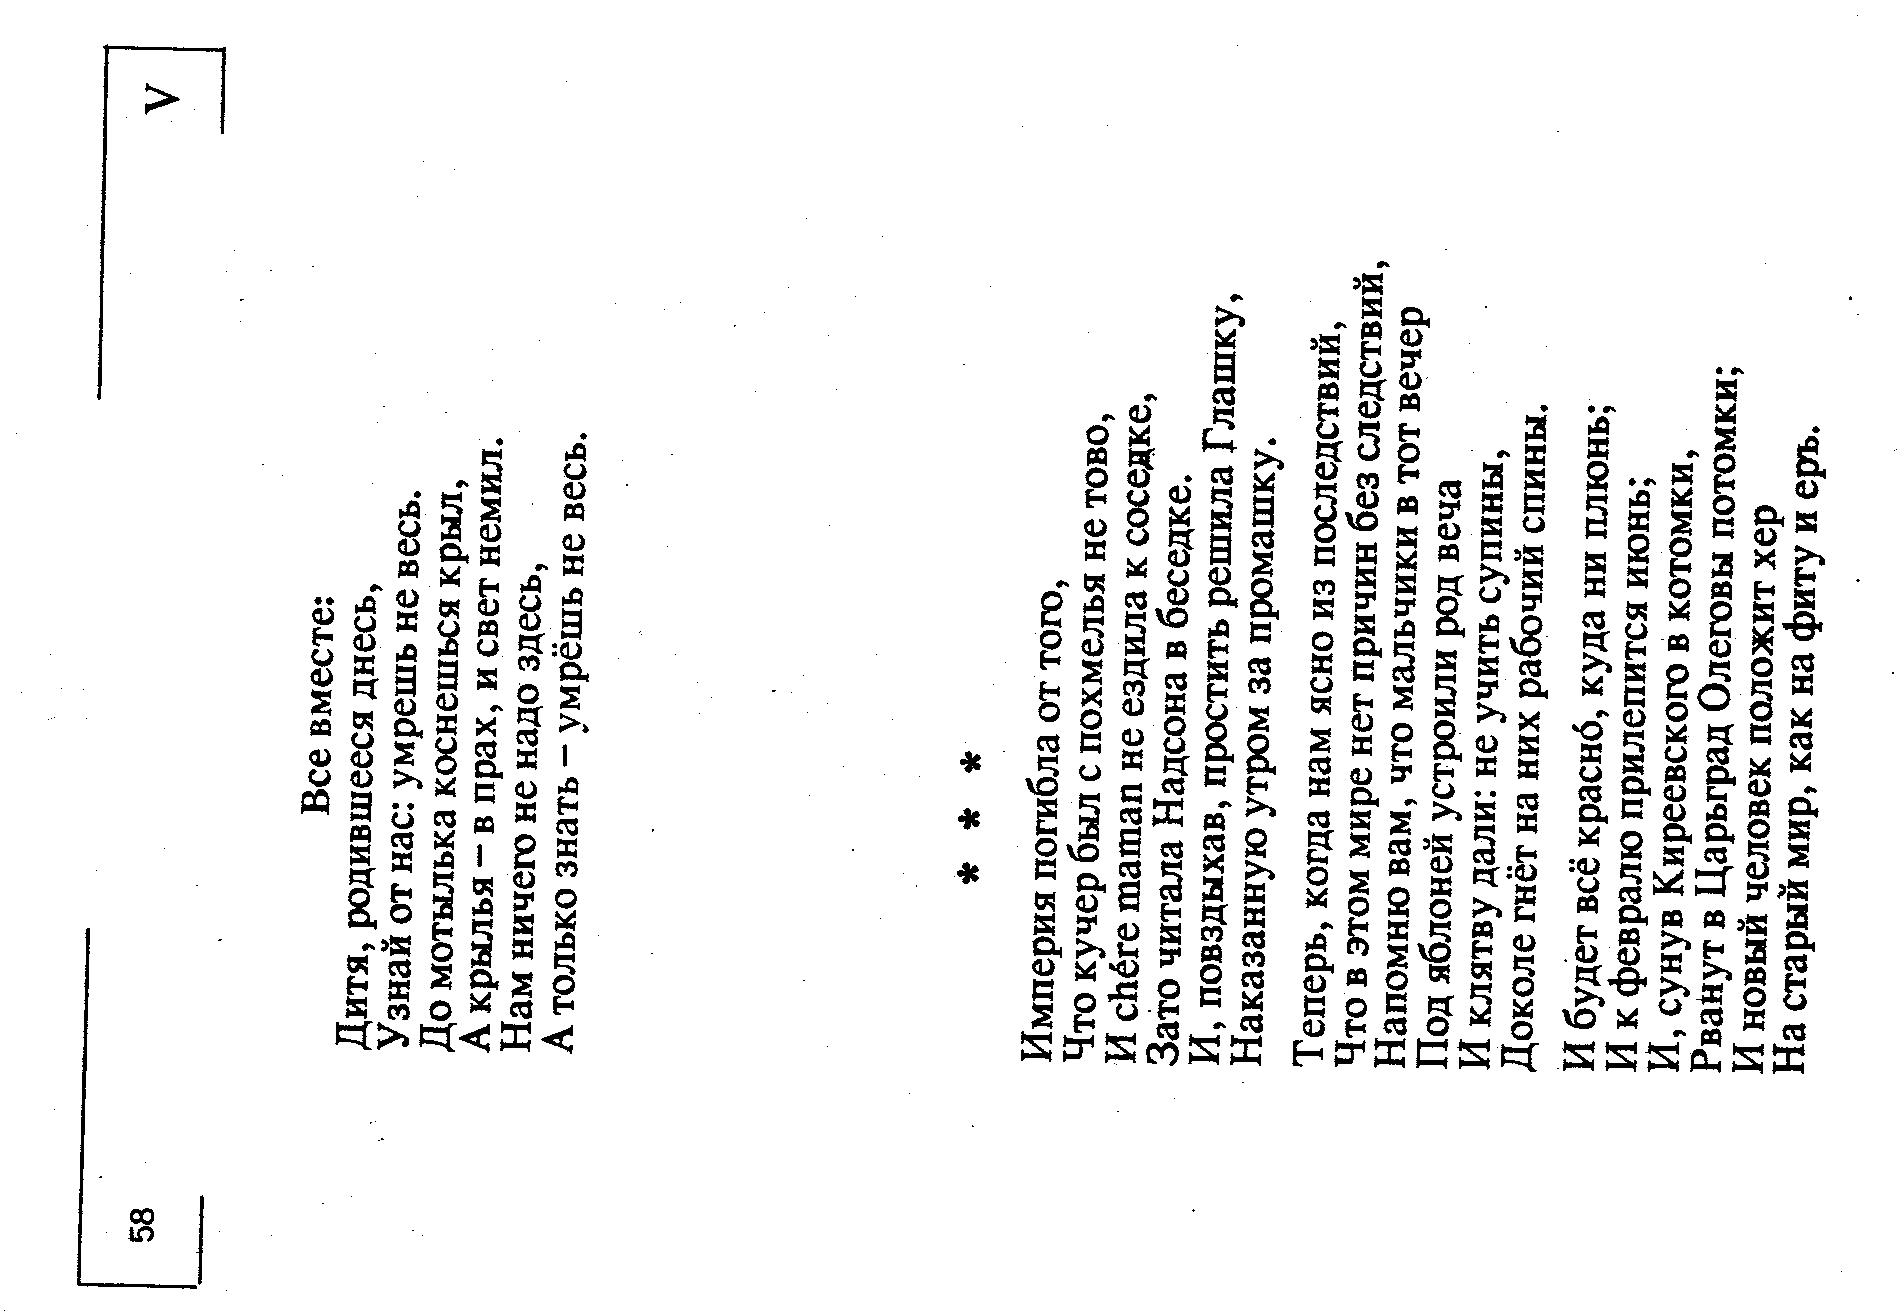 58
V
Все вместе:
Дитя, родившееся днесь,
Узнай от нас: умрешь не весь.
До мотылька коснешься крыл,
А крылья – в прах, и свет немил.
Нам ничего не надо здесь,
А только знать – умрёшь не весь.
* * *
Империя погибла от того,
Что кучер был с похмелья не тово,
И chére maman не ездила к соседке,
Зато читала Надсона в беседке.
И, повздыхав, простить решила Глашку,
Наказанную утром за промашку.
Теперь, когда нам ясно из последствий,
Что в этом мире нет причин без следствий,
Напомню вам, что мальчики в тот вечер
Под яблоней устроили род веча
И клятву дали: не учить супины,
Доколе гнёт на них рабочий спины.
И будет всё краснó, куда ни плюнь;
И к февралю прилепится июнь;
И, сунув Киреевского в котомки,
Рванут в Царьград Олеговы потомки;
И новый человек положит хер
На старый мир, как на фиту и еръ.